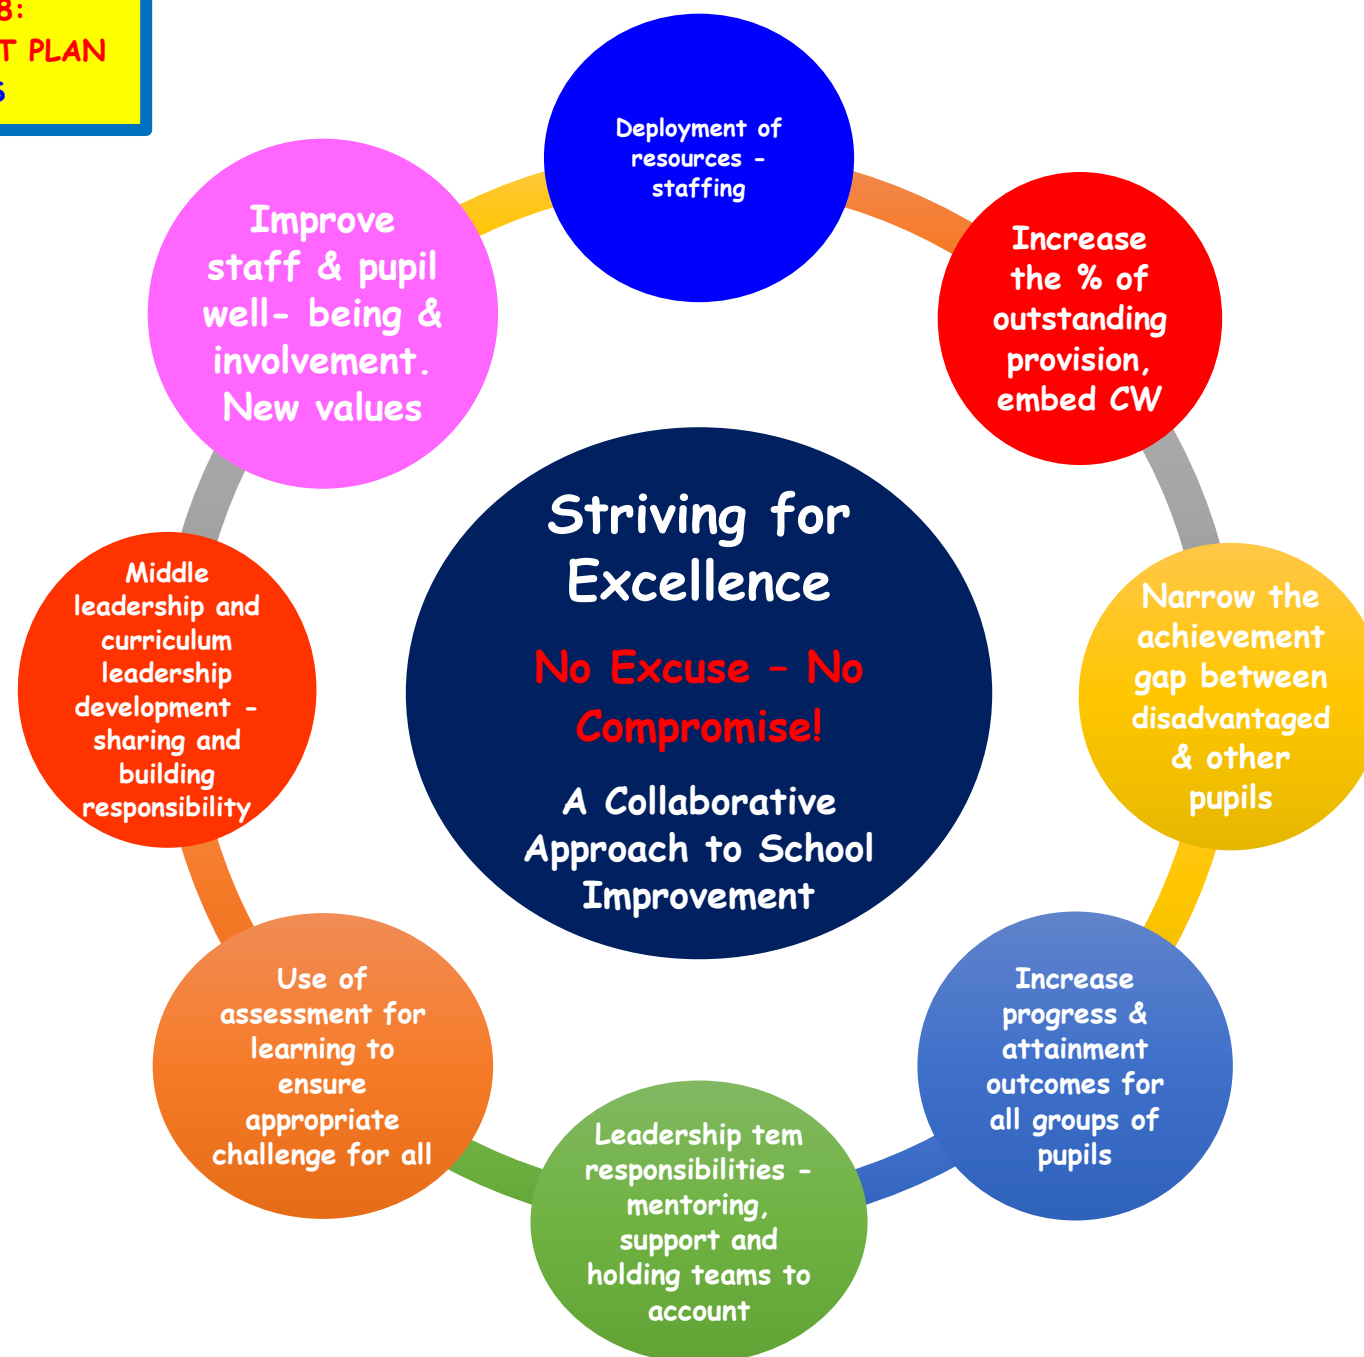 8:
T PLAN
S
Deployment of
resources -
staffing
Increase
the % of
outstanding
provision,
embed CW
Narrow the
achievement
gap between
disadvantaged
& other
pupils
Increase
progress &
attainment
outcomes for
all groups of
pupils
Leadership tem
responsibilities -
mentoring,
support and
holding teams to
account
Use of
assessment for
learning to
ensure
appropriate
challenge for all
Middle
leadership and
curriculum
leadership
development -
sharing and
building
responsibility
Improve
staff & pupil
well- being &
involvement.
New values
Striving for
Excellence
No Excuse - No
Compromise!
A Collaborative
Approach to School
Improvement